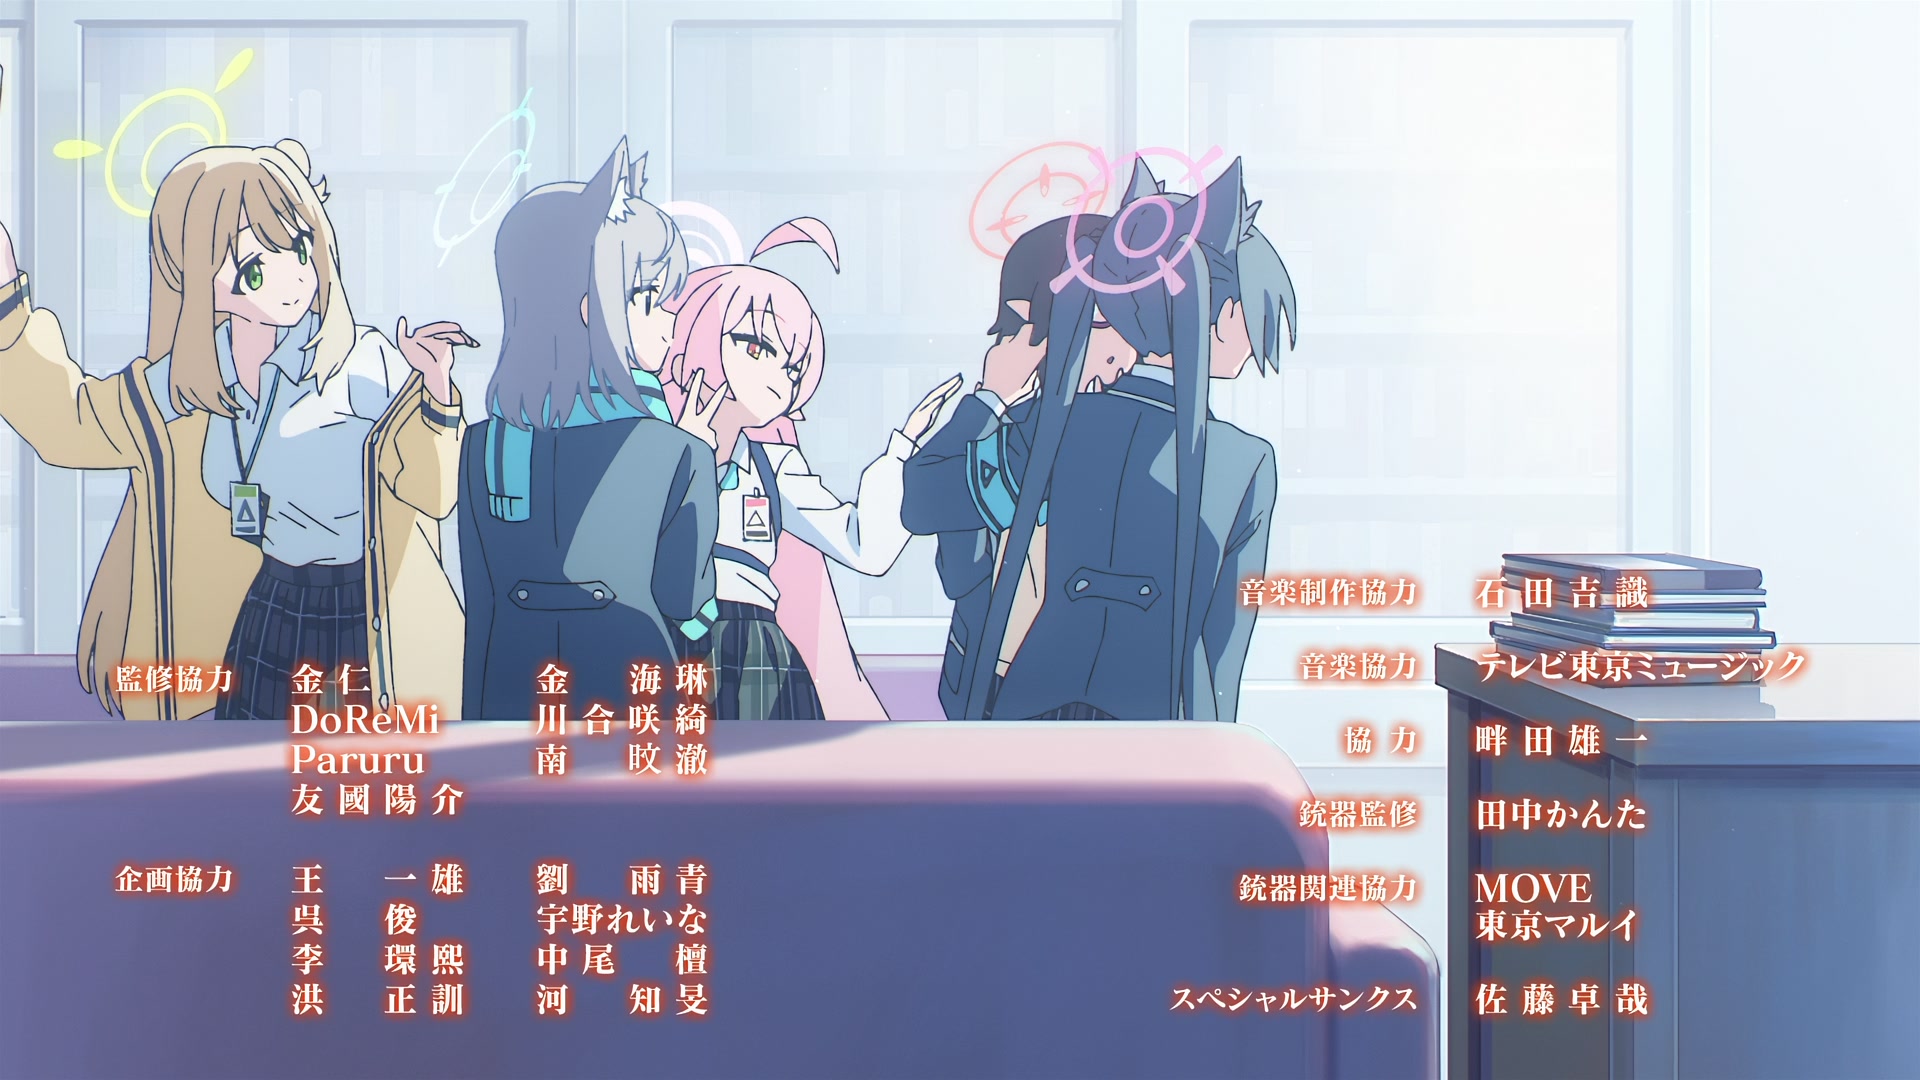 監修協力 金仁 金海琳
DoReMi 川合咲綺
Paruru 南旼澈
友國陽介
企画協力 王一雄 劉雨青
呉俊 宇野れいな
李環熙 中尾檀
洪正訓 河知旻
音楽制作協力 石田吉識
音楽協力 テレビ東京ミュージック
協力 畔田雄一
銃器監修 田中かんた
銃器関連協力 MOVE
東京マルイ
スペシャルサンクス 佐藤卓哉